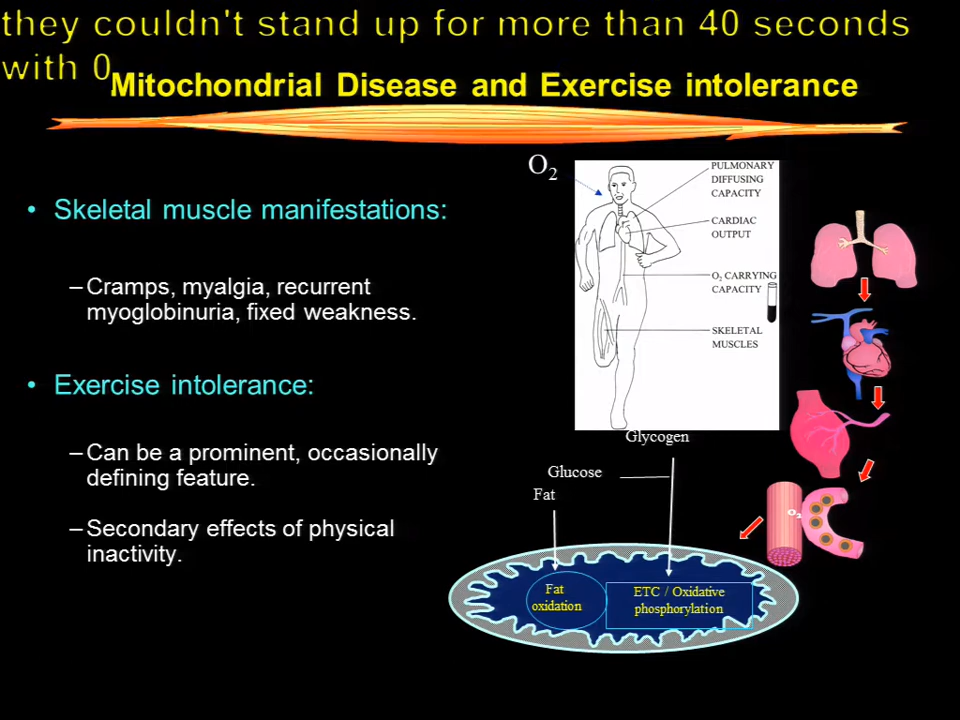 they couldn't stand up for more than 40 seconds
with 0
Mitochondrial Disease and Exercise intolerance
• Skeletal muscle manifestations:
– Cramps, myalgia, recurrent
myoglobinuria, fixed weakness.
• Exercise intolerance:
– Can be a prominent, occasionally
defining feature.
– Secondary effects of physical
inactivity.
O₂
PULMONARY
DIFFUSING
CAPACITY
CARDIAC
OUTPUT
O₂ CARRYING
CAPACITY
SKELETAL
MUSCLES
Glycogen
Glucose
Fat
O₂
Fat
oxidation
ETC / Oxidative
phosphorylation